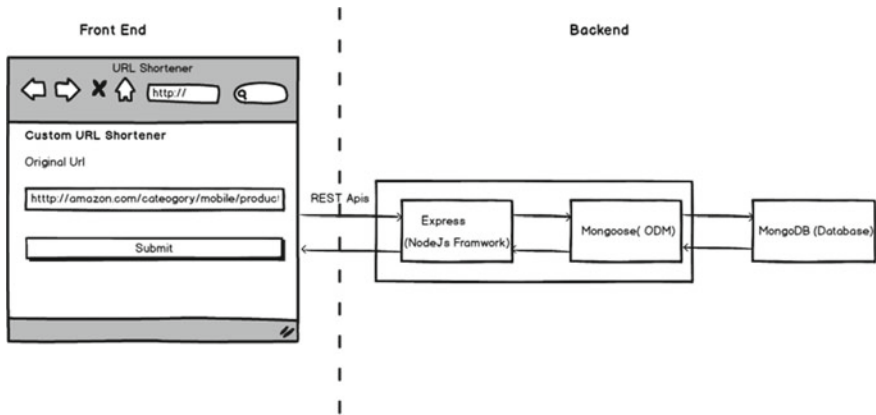 Front End
Backend
URL Shortener
http://
Custom URL Shortener
Original Url
htttp://amazon.com/cateogory/mobile/product
Submit
REST Apis
Express
(NodeJs Framwork)
Mongoose( ODM)
MongoDB (Database)